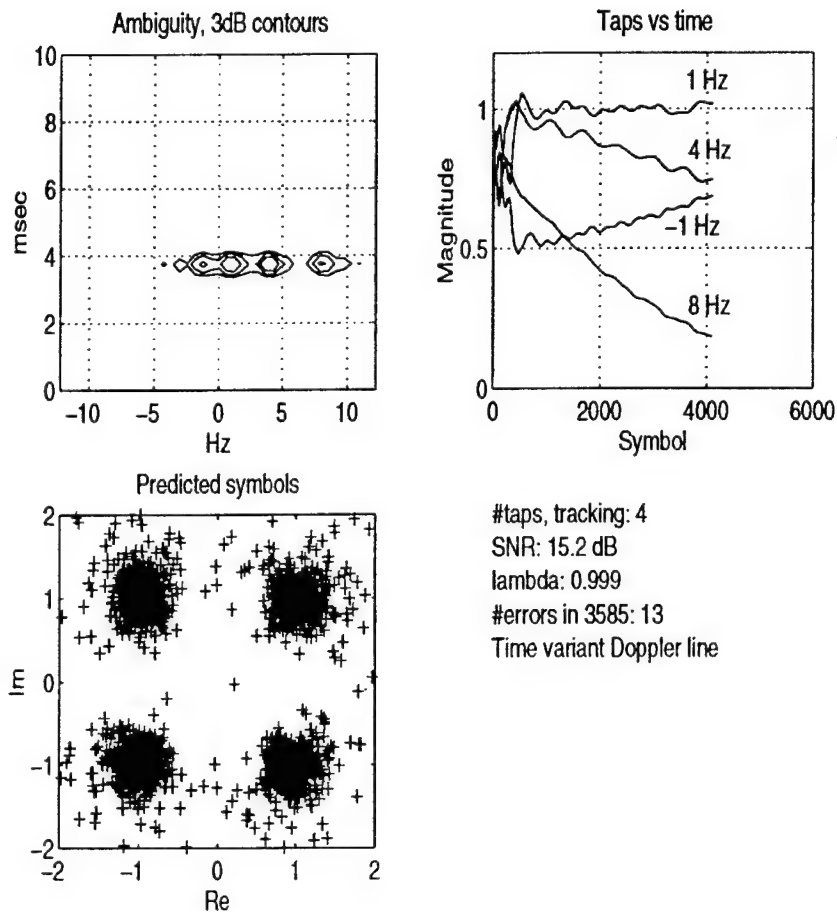 Ambiguity, 3dB contours
10
8
6
4
2
0
msec
−10 −5 0 5 10
Hz
Taps vs time
1
0.5
0
Magnitude
1 Hz
4 Hz
−1 Hz
8 Hz
0 2000 4000 6000
Symbol
Predicted symbols
2
1
0
−1
−2
Im
−2 −1 0 1 2
Re
#taps, tracking: 4
SNR: 15.2 dB
lambda: 0.999
#errors in 3585: 13
Time variant Doppler line